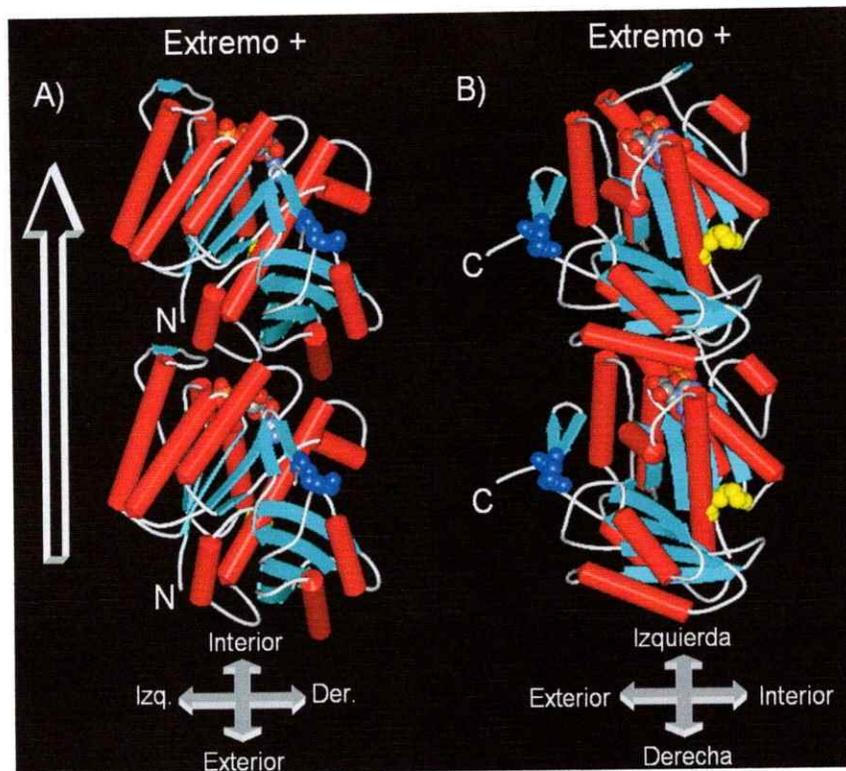 Extremo +
A)
N
N
Interior
Izq.
Der.
Exterior
Extremo +
B)
C
C
Izquierda
Exterior
Interior
Derecha